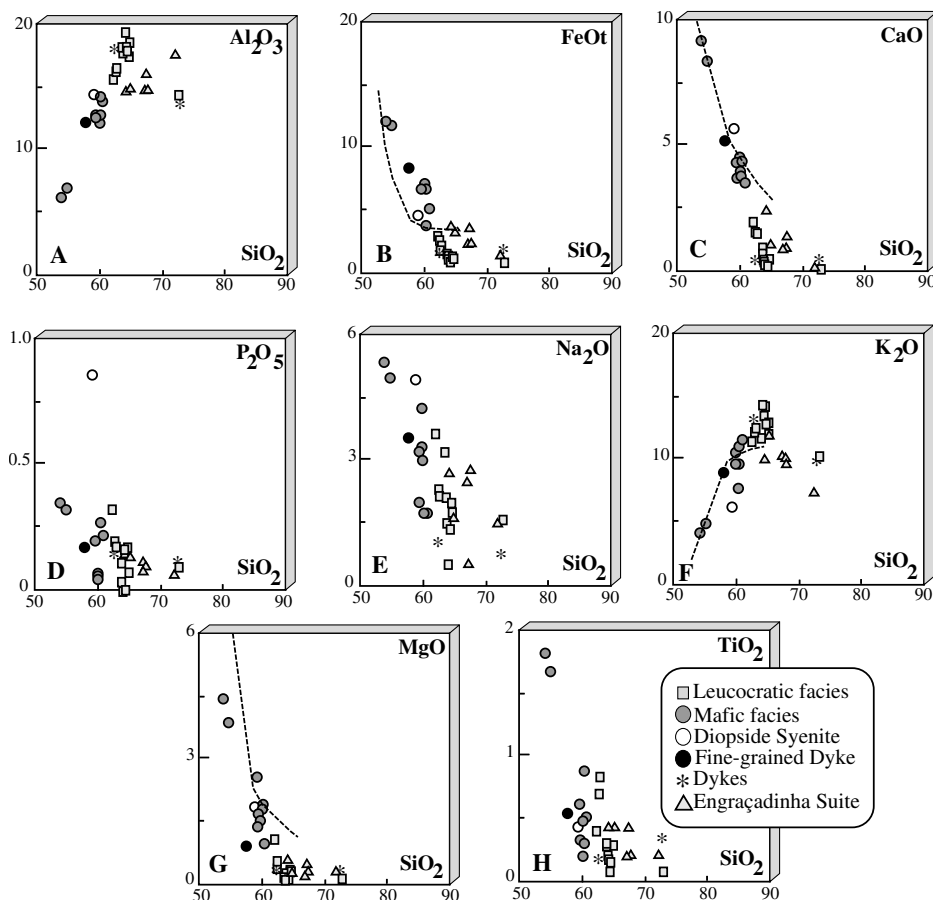 20
Al₂O₃
10
A
SiO₂
0
50 60 70 80 90
20
FeOt
10
B
SiO₂
0
50 60 70 80 90
10
CaO
5
C
SiO₂
0
50 60 70 80 90
1.0
P₂O₅
0.5
D
SiO₂
0
50 60 70 80 90
6
Na₂O
3
E
SiO₂
0
50 60 70 80 90
20
K₂O
10
F
SiO₂
0
50 60 70 80 90
6
MgO
3
G
SiO₂
0
50 60 70 80 90
2
TiO₂
1
H
SiO₂
0
50 60 70 80 90
Leucocratic facies
Mafic facies
Diopside Syenite
Fine-grained Dyke
Dykes
Engraçadinha Suite